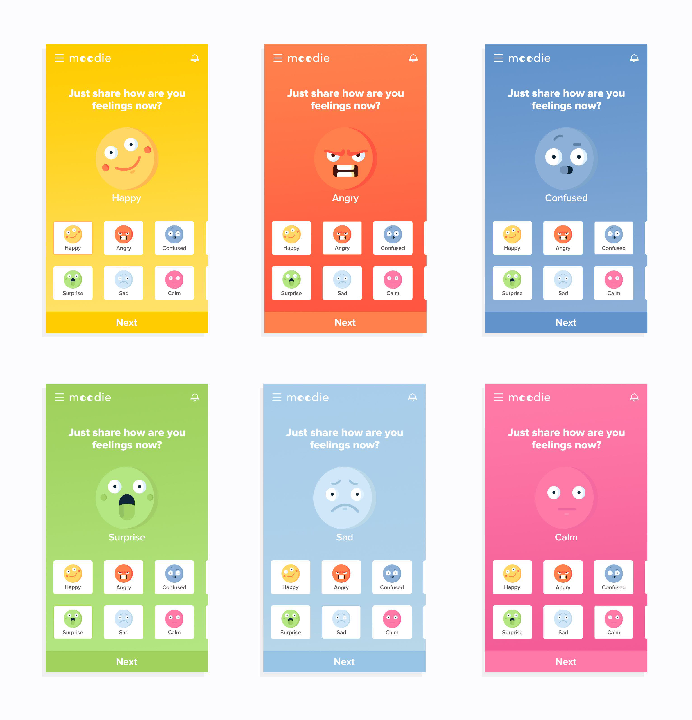 moodie
Just share how are you
feelings now?
Happy
Happy Angry Confused
Surprise Sad Calm
Next
moodie
Just share how are you
feelings now?
Angry
Happy Angry Confused
Surprise Sad Calm
Next
moodie
Just share how are you
feelings now?
Confused
Happy Angry Confused
Surprise Sad Calm
Next
moodie
Just share how are you
feelings now?
Surprise
Happy Angry Confused
Surprise Sad Calm
Next
moodie
Just share how are you
feelings now?
Sad
Happy Angry Confused
Surprise Sad Calm
Next
moodie
Just share how are you
feelings now?
Calm
Happy Angry Confused
Surprise Sad Calm
Next